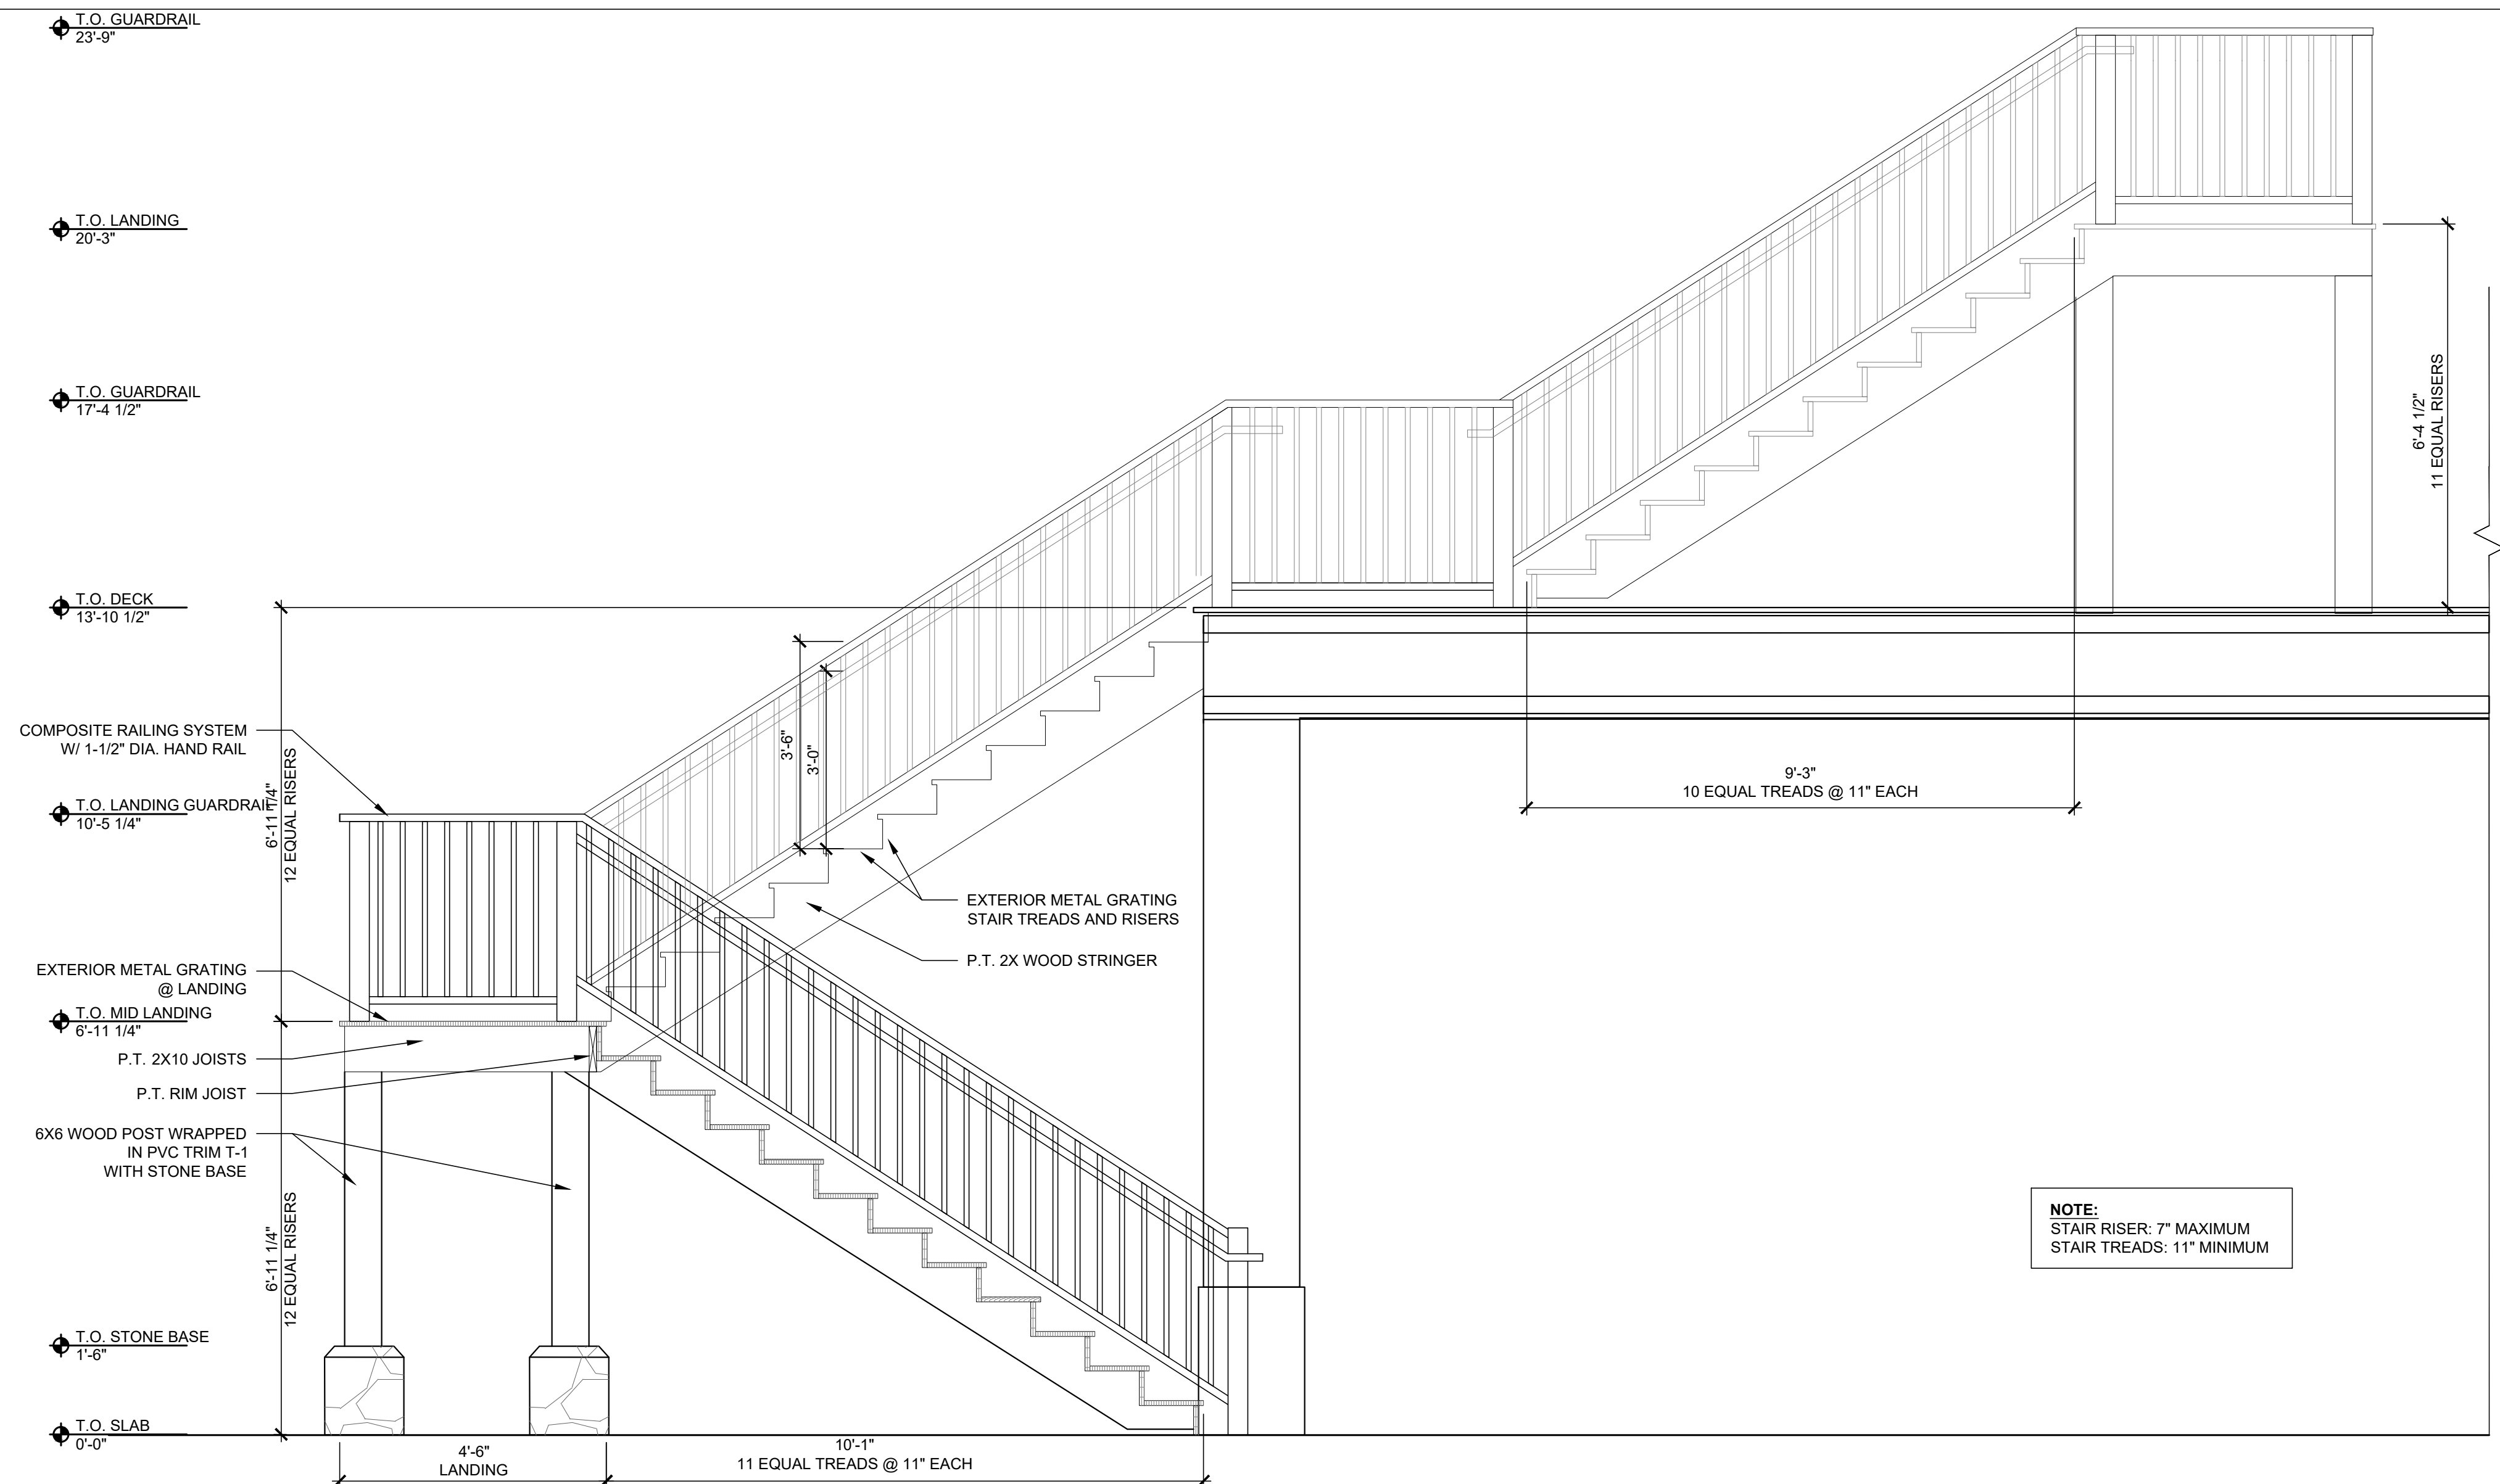 T.O. GUARDRAIL
23'-9"
T.O. LANDING
20'-3"
T.O. GUARDRAIL
17'-4 1/2"
6'-4 1/2"
11 EQUAL RISERS
T.O. DECK
13'-10 1/2"
COMPOSITE RAILING SYSTEM
W/ 1-1/2" DIA. HAND RAIL
3'-6"
3'-0"
9'-3"
10 EQUAL TREADS @ 11" EACH
T.O. LANDING GUARDRAIL
10'-5 1/4"
6'-11 1/4"
12 EQUAL RISERS
EXTERIOR METAL GRATING
STAIR TREADS AND RISERS
P.T. 2X WOOD STRINGER
EXTERIOR METAL GRATING
@ LANDING
T.O. MID LANDING
6'-11 1/4"
P.T. 2X10 JOISTS
P.T. RIM JOIST
6X6 WOOD POST WRAPPED
IN PVC TRIM T-1
WITH STONE BASE
6'-11 1/4"
12 EQUAL RISERS
NOTE:
STAIR RISER: 7" MAXIMUM
STAIR TREADS: 11" MINIMUM
T.O. STONE BASE
1'-6"
T.O. SLAB
0'-0"
4'-6"
LANDING
10'-1"
11 EQUAL TREADS @ 11" EACH